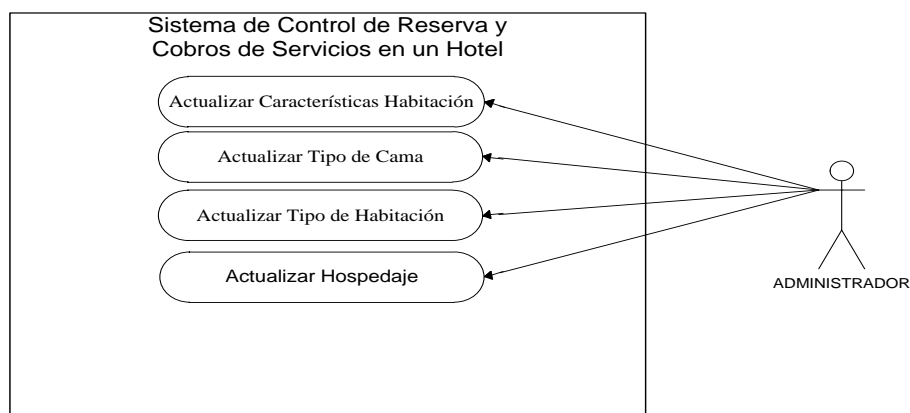 Sistema de Control de Reserva y
Cobros de Servicios en un Hotel
Actualizar Características Habitación
Actualizar Tipo de Cama
Actualizar Tipo de Habitación
Actualizar Hospedaje
ADMINISTRADOR